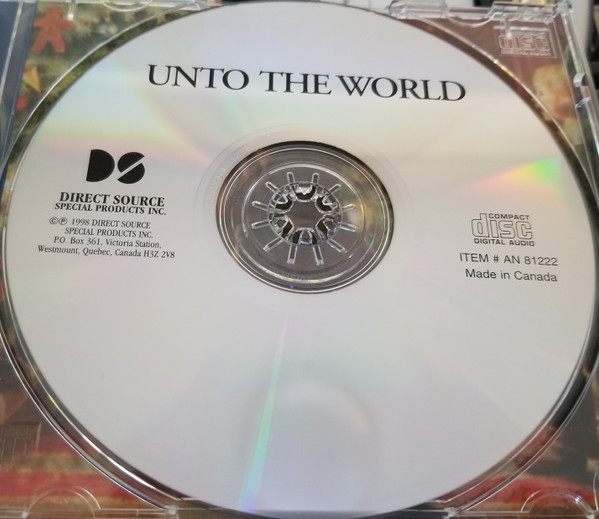 UNTO THE WORLD
DS
DIRECT SOURCE
SPECIAL PRODUCTS INC.
©℗ 1998 DIRECT SOURCE
SPECIAL PRODUCTS INC.
P.O. Box 361, Victoria Station,
Westmount, Quebec, Canada H3Z 2V8
COMPACT
disc
DIGITAL AUDIO
ITEM # AN 81222
Made in Canada
disc